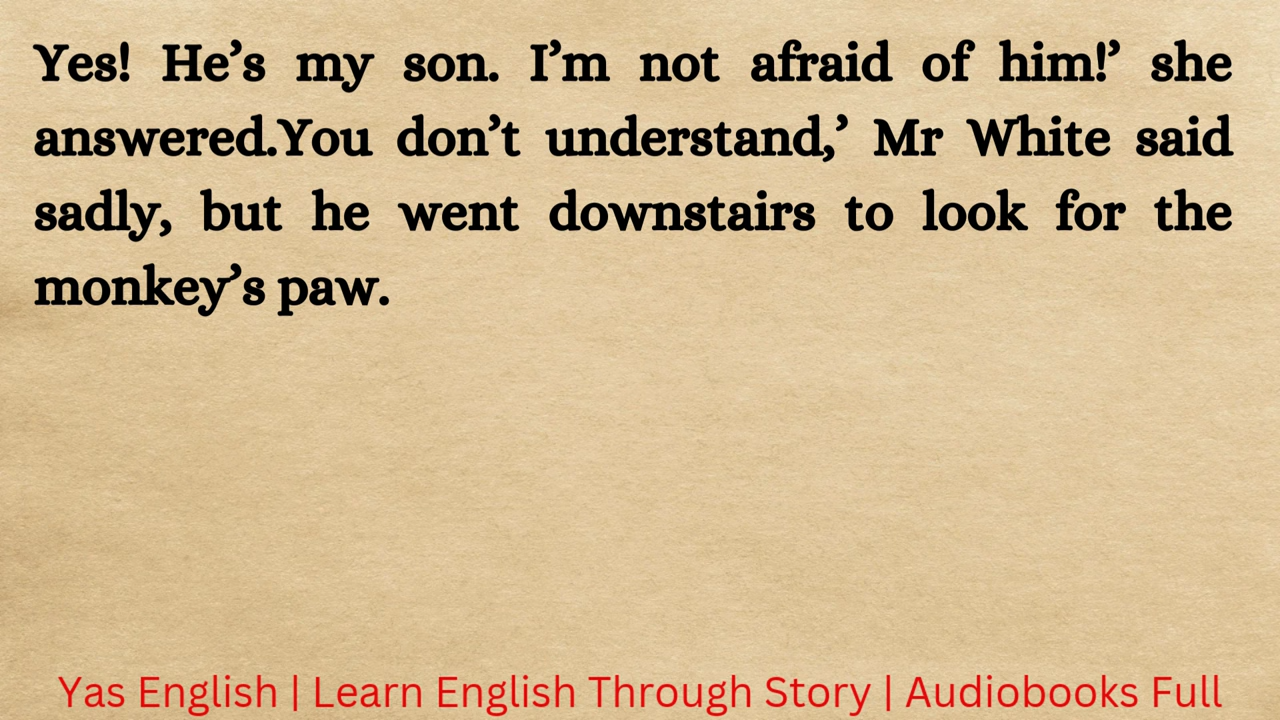 Yes! He’s my son. I’m not afraid of him!’ she
answered.You don’t understand,’ Mr White said
sadly, but he went downstairs to look for the
monkey’s paw.
Yas English | Learn English Through Story | Audiobooks Full